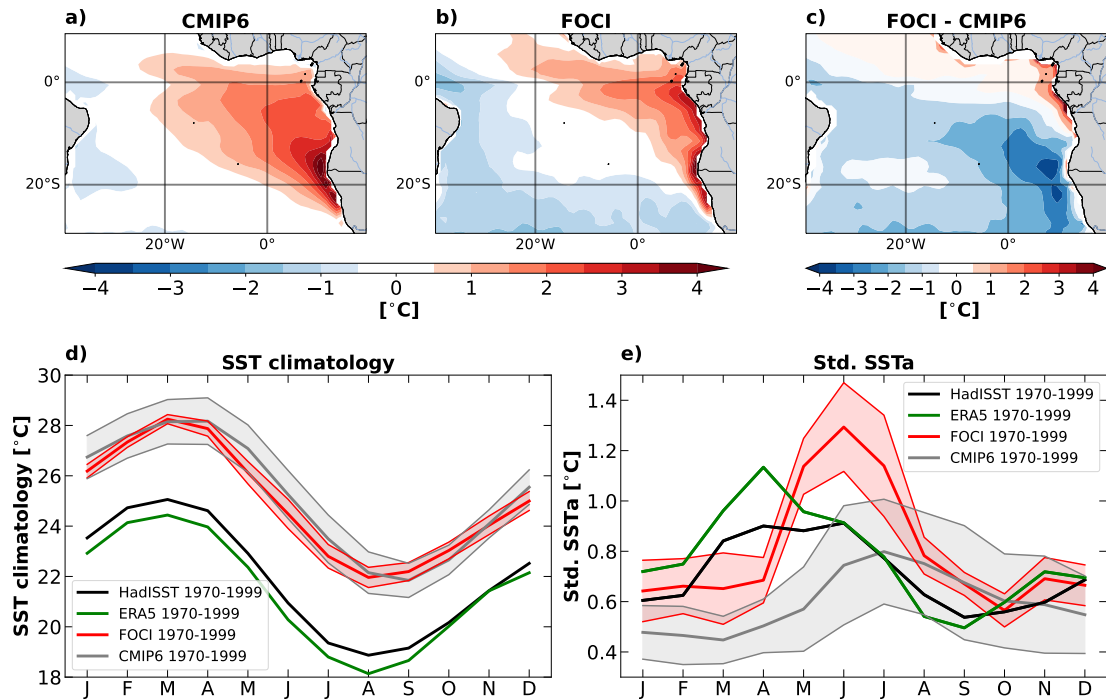 a) CMIP6
b) FOCI
c) FOCI - CMIP6
0° 0° 0°
20°S 20°S 20°S
20°W 0° 20°W 0° 20°W 0°
−4 −3 −2 −1 0 1 2 3 4
[°C]
−4 −3 −2 −1 0 1 2 3 4
[°C]
d) SST climatology
SST climatology [°C]
30
28
26
24
22
20
18
HadISST 1970-1999
ERA5 1970-1999
FOCI 1970-1999
CMIP6 1970-1999
J F M A M J J A S O N D
e) Std. SSTa
Std. SSTa [°C]
1.4
1.2
1.0
0.8
0.6
0.4
HadISST 1970-1999
ERA5 1970-1999
FOCI 1970-1999
CMIP6 1970-1999
J F M A M J J A S O N D